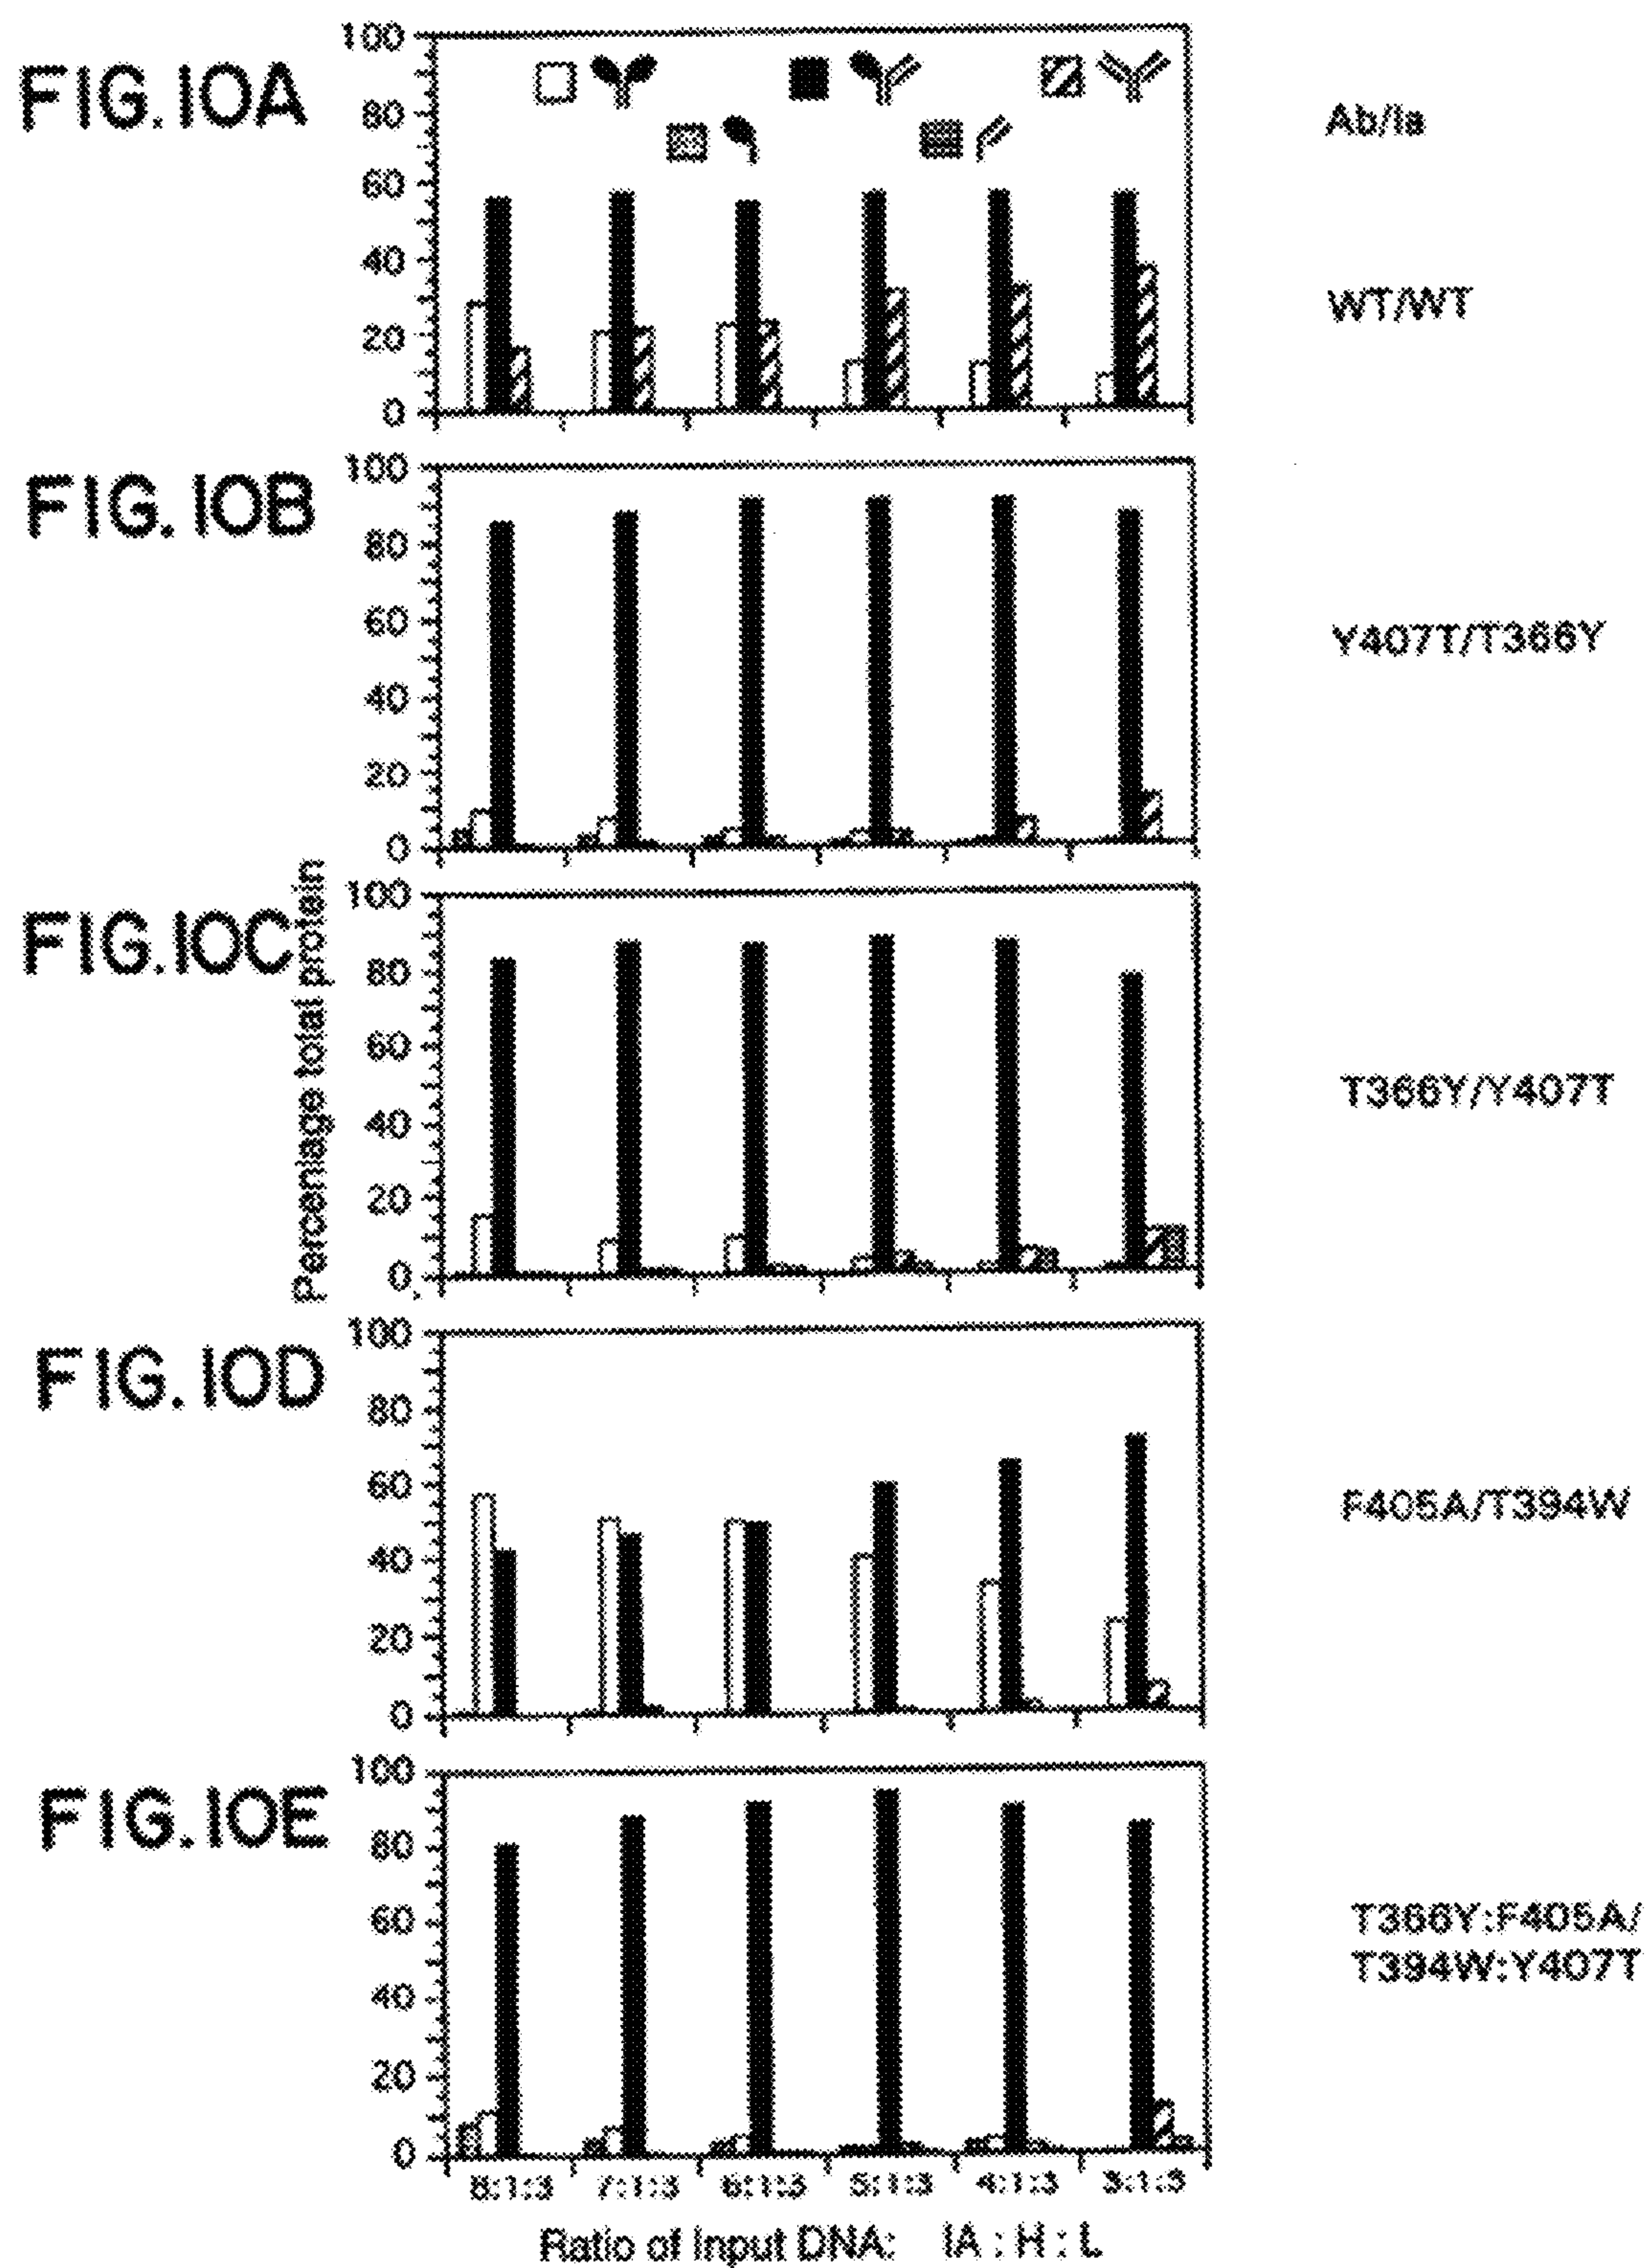 FIG. 10A
100
80
60
40
20
0
Ab/Ia
WT/WT
FIG. 10B
100
80
60
40
20
0
Y407T/T366Y
FIG. 10C
100
80
60
40
20
0
T366Y/Y407T
Percentage total protein
FIG. 10D
100
80
60
40
20
0
F405A/T394W
FIG. 10E
100
80
60
40
20
0
T366Y:F405A/
T394W:Y407T
8:1:3 7:1:3 6:1:3 5:1:3 4:1:3 3:1:3
Ratio of Input DNA: IA : H : L